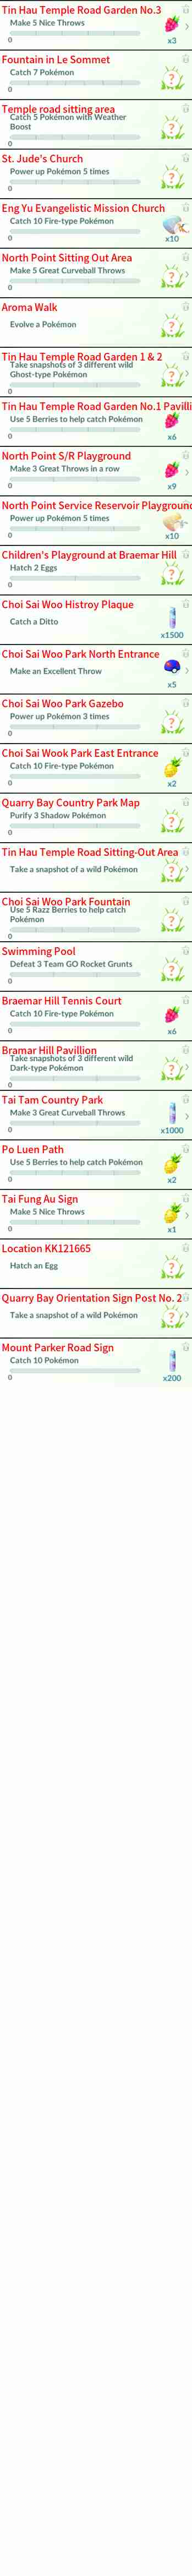 Tin Hau Temple Road Garden No.3
Make 5 Nice Throws
0
x3
Fountain in Le Sommet
Catch 7 Pokémon
?
0
Temple road sitting area
Catch 5 Pokémon with Weather
Boost
?
0
St. Jude's Church
Power up Pokémon 5 times
?
0
Eng Yu Evangelistic Mission Church
Catch 10 Fire-type Pokémon
0
x10
North Point Sitting Out Area
Make 5 Great Curveball Throws
?
0
Aroma Walk
Evolve a Pokémon
?
Tin Hau Temple Road Garden 1 & 2
Take snapshots of 3 different wild
Ghost-type Pokémon
?
0
Tin Hau Temple Road Garden No.1 Pavilli
Use 5 Berries to help catch Pokémon
0
x6
North Point S/R Playground
Make 3 Great Throws in a row
0
x9
North Point Service Reservoir Playground
Power up Pokémon 5 times
0
x10
Children's Playground at Braemar Hill
Hatch 2 Eggs
?
0
Choi Sai Woo Histroy Plaque
Catch a Ditto
x1500
Choi Sai Woo Park North Entrance
Make an Excellent Throw
x5
Choi Sai Woo Park Gazebo
Power up Pokémon 3 times
?
0
Choi Sai Wook Park East Entrance
Catch 10 Fire-type Pokémon
0
x2
Quarry Bay Country Park Map
Purify 3 Shadow Pokémon
?
0
Tin Hau Temple Road Sitting-Out Area
Take a snapshot of a wild Pokémon
?
Choi Sai Woo Park Fountain
Use 5 Razz Berries to help catch
Pokémon
?
0
Swimming Pool
Defeat 3 Team GO Rocket Grunts
?
0
Braemar Hill Tennis Court
Catch 10 Fire-type Pokémon
0
x6
Bramar Hill Pavillion
Take snapshots of 3 different wild
Dark-type Pokémon
?
0
Tai Tam Country Park
Make 3 Great Curveball Throws
0
x1000
Po Luen Path
Use 5 Berries to help catch Pokémon
0
x2
Tai Fung Au Sign
Make 5 Nice Throws
0
x1
Location KK121665
Hatch an Egg
?
Quarry Bay Orientation Sign Post No. 2
Take a snapshot of a wild Pokémon
?
Mount Parker Road Sign
Catch 10 Pokémon
0
x200